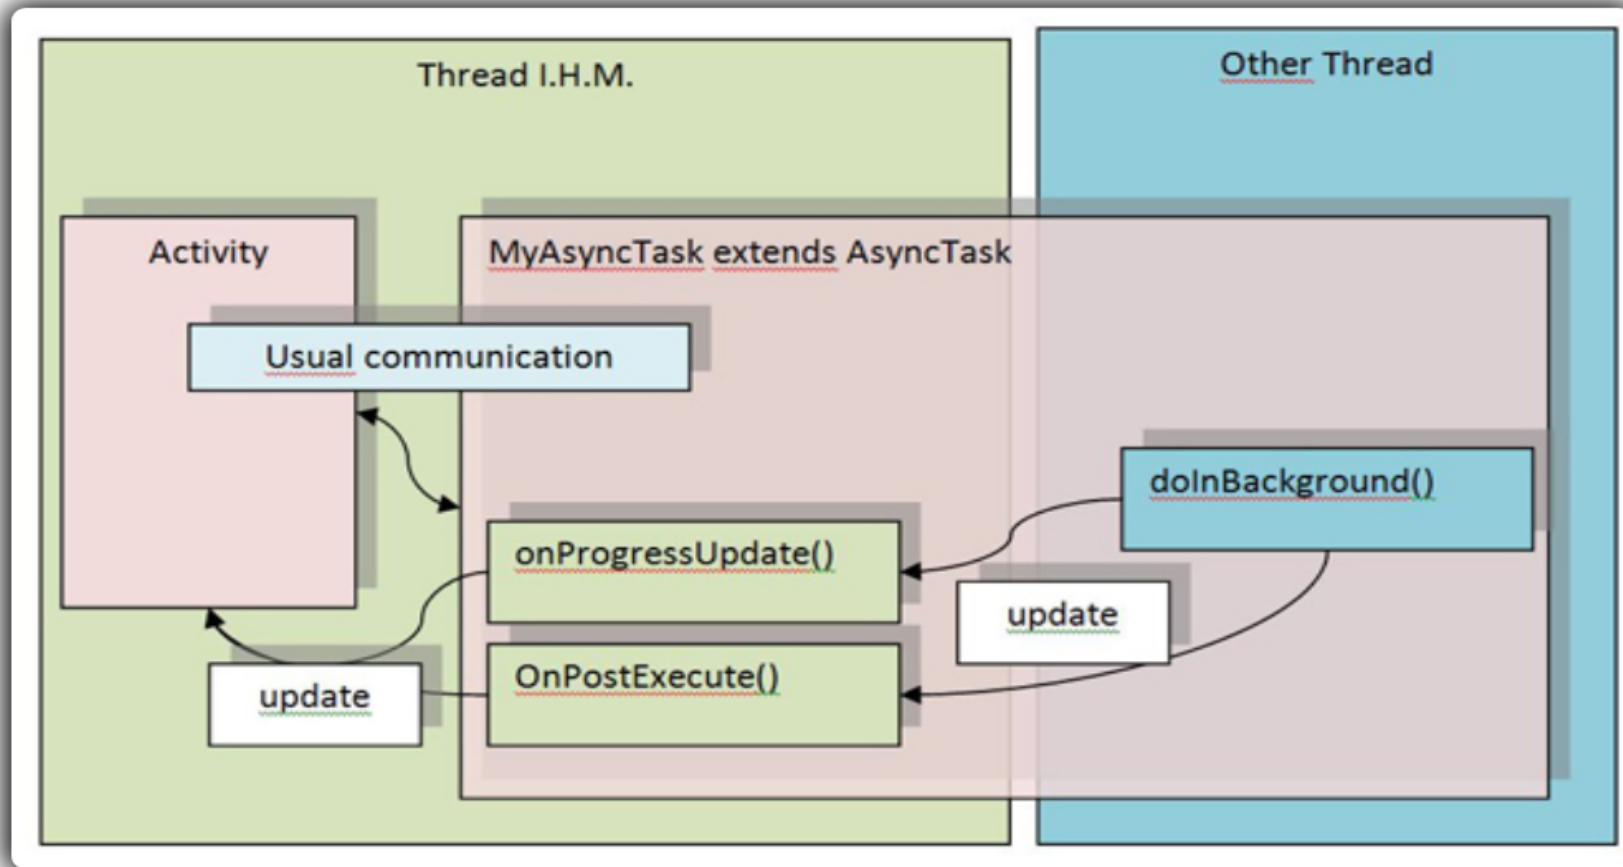 Thread I.H.M.
Other Thread
Activity
MyAsyncTask extends AsyncTask
Usual communication
doInBackground()
onProgressUpdate()
update
OnPostExecute()
update